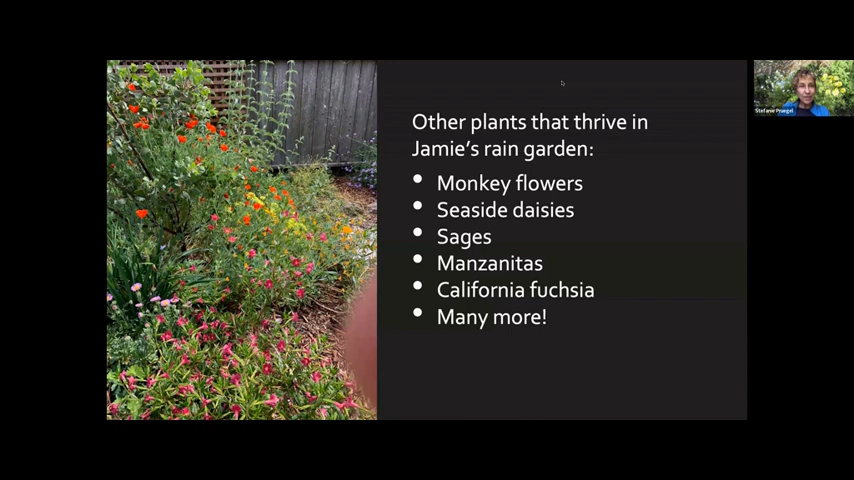 Other plants that thrive in
Jamie's rain garden:
• Monkey flowers
• Seaside daisies
• Sages
• Manzanitas
• California fuchsia
• Many more!
Stefanie Pruegel